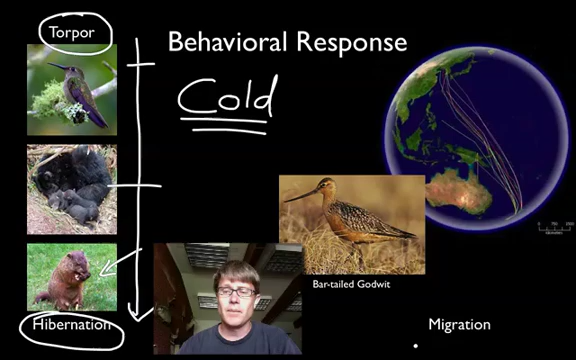 Torpor
Behavioral Response
Cold
Bar-tailed Godwit
Hibernation
Migration